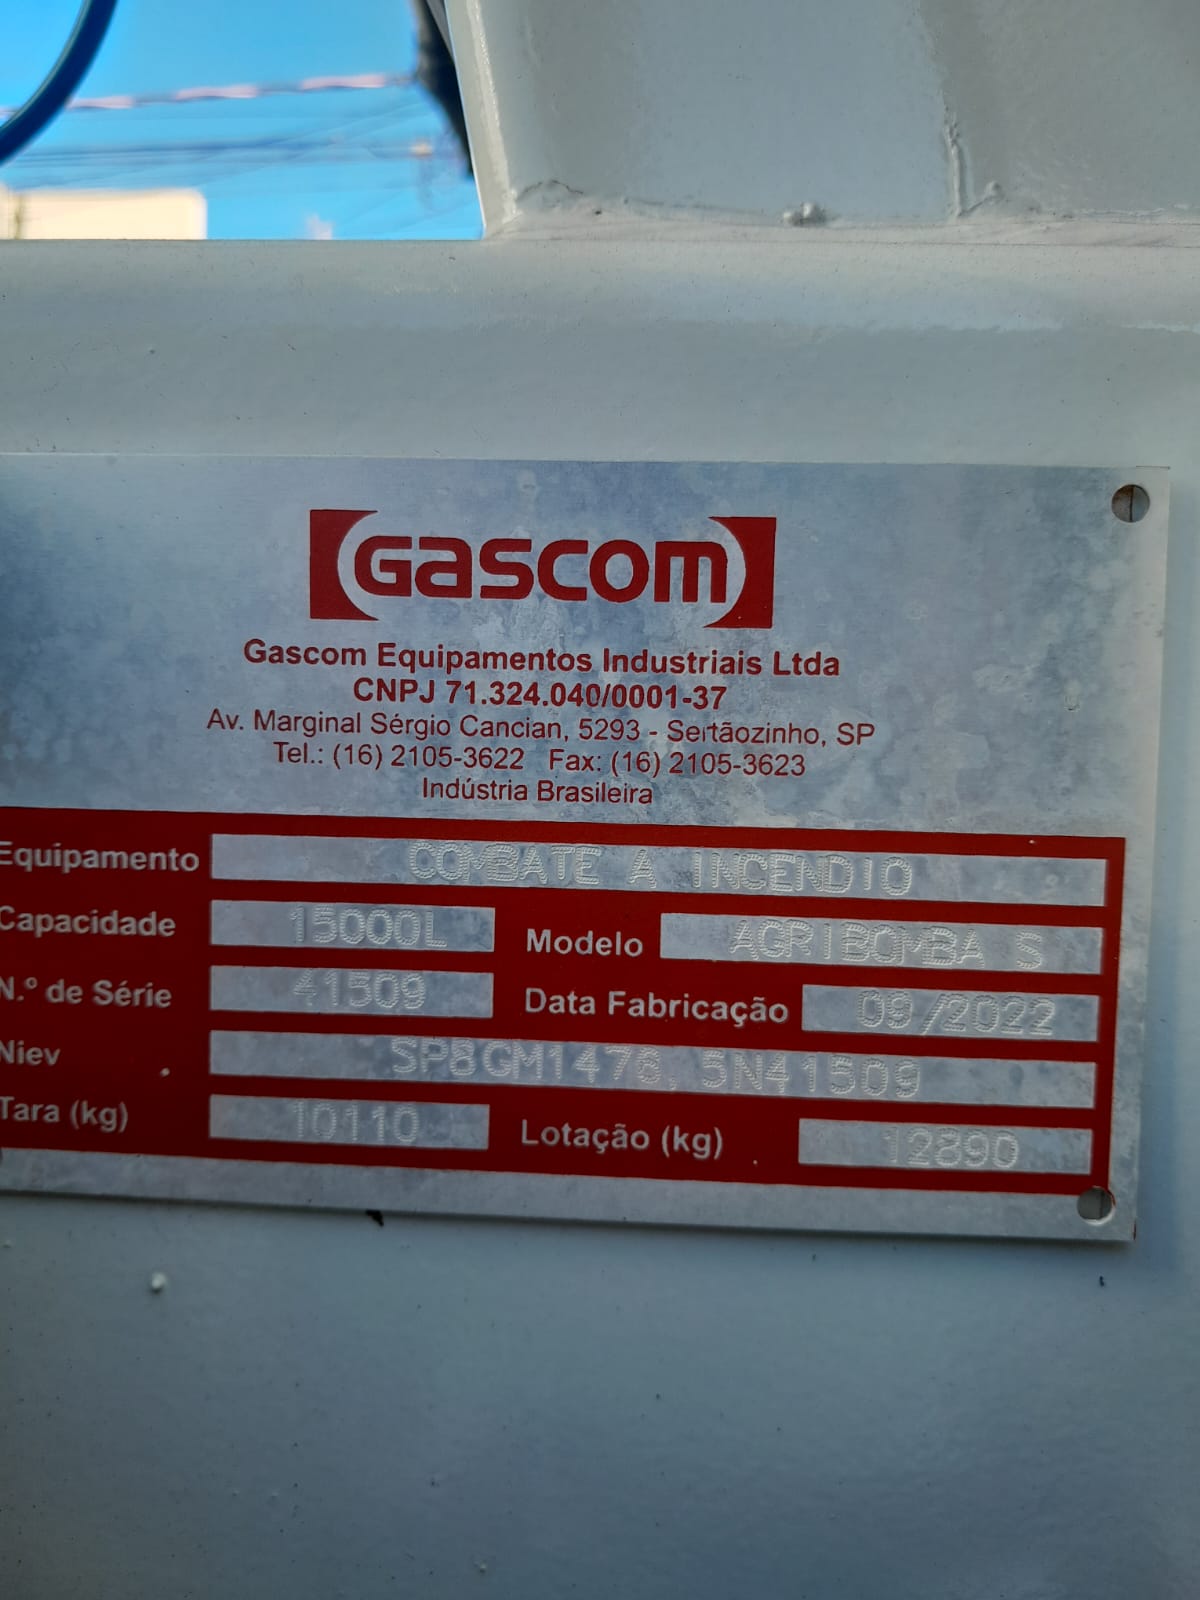 GASCOM
Gascom Equipamentos Industriais Ltda
CNPJ 71.324.040/0001-37
Av. Marginal Sérgio Cancian, 5293 - Sertãozinho, SP
Tel.: (16) 2105-3622 Fax: (16) 2105-3623
Indústria Brasileira
Equipamento COMBATE A INCENDIO
Capacidade 15000L Modelo AGRIBOMBA S
N.º de Série 41509 Data Fabricação 09/2022
Niev SP8GM1476, 5N41509
Tara (kg) 10110 Lotação (kg) 12890